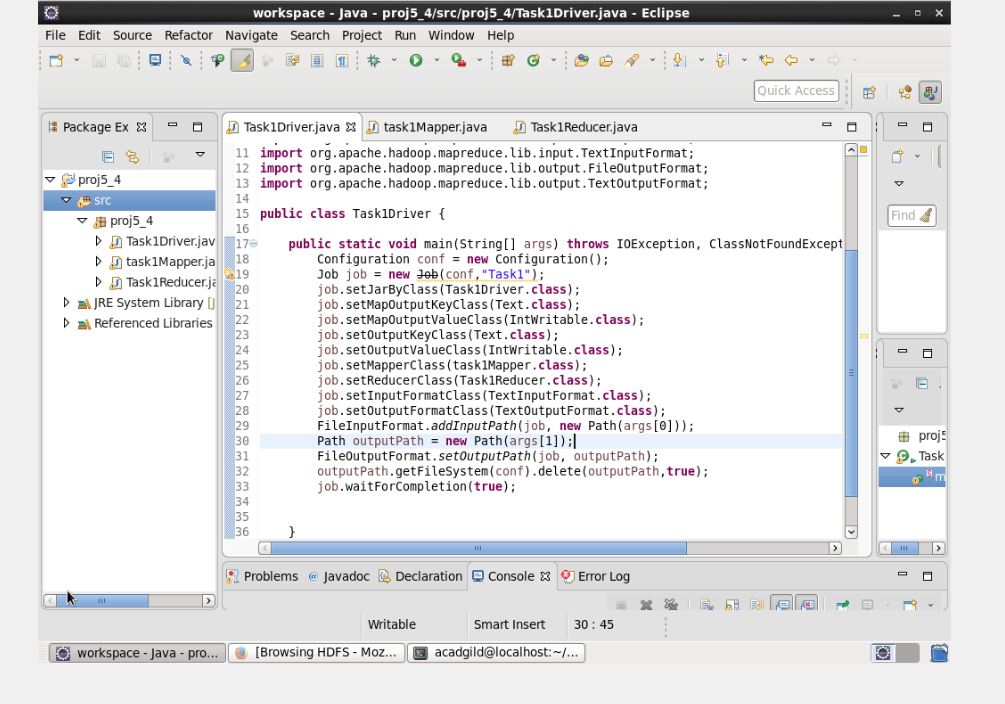 workspace - Java - proj5_4/src/proj5_4/Task1Driver.java - Eclipse
File Edit Source Refactor Navigate Search Project Run Window Help
Quick Access
Package Ex
Task1Driver.java
task1Mapper.java
Task1Reducer.java
proj5_4
src
proj5_4
Task1Driver.jav
task1Mapper.ja
Task1Reducer.ja
JRE System Library [J
Referenced Libraries
11 import org.apache.hadoop.mapreduce.lib.input.TextInputFormat;
12 import org.apache.hadoop.mapreduce.lib.output.FileOutputFormat;
13 import org.apache.hadoop.mapreduce.lib.output.TextOutputFormat;
14
15 public class Task1Driver {
16
17 public static void main(String[] args) throws IOException, ClassNotFoundExcept
18 Configuration conf = new Configuration();
19 Job job = new Job(conf,"Task1");
20 job.setJarByClass(Task1Driver.class);
21 job.setMapOutputKeyClass(Text.class);
22 job.setMapOutputValueClass(IntWritable.class);
23 job.setOutputKeyClass(Text.class);
24 job.setOutputValueClass(IntWritable.class);
25 job.setMapperClass(task1Mapper.class);
26 job.setReducerClass(Task1Reducer.class);
27 job.setInputFormatClass(TextInputFormat.class);
28 job.setOutputFormatClass(TextOutputFormat.class);
29 FileInputFormat.addInputPath(job, new Path(args[0]));
30 Path outputPath = new Path(args[1]);
31 FileOutputFormat.setOutputPath(job, outputPath);
32 outputPath.getFileSystem(conf).delete(outputPath,true);
33 job.waitForCompletion(true);
34
35
36 }
Find
proj5
Task
m
Problems
Javadoc
Declaration
Console
Error Log
Writable
Smart Insert
30 : 45
workspace - Java - pro...
[Browsing HDFS - Moz...
acadgild@localhost:~/...